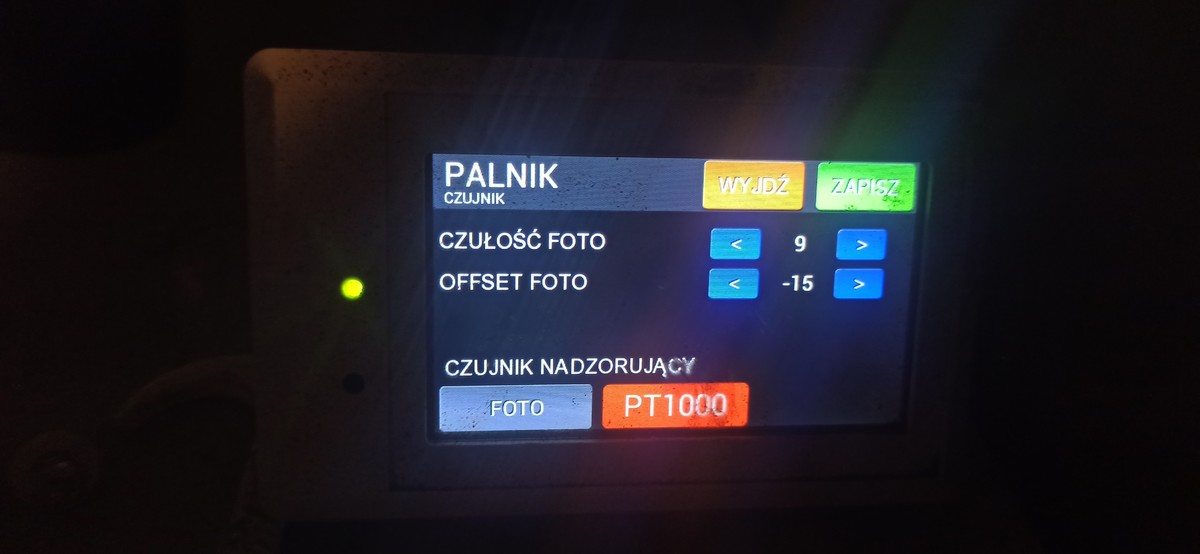 PALNIK
CZUJNIK
WYJDŹ
ZAPISZ
CZUŁOŚĆ FOTO < 9 >
OFFSET FOTO < -15 >
CZUJNIK NADZORUJĄCY
FOTO PT1000